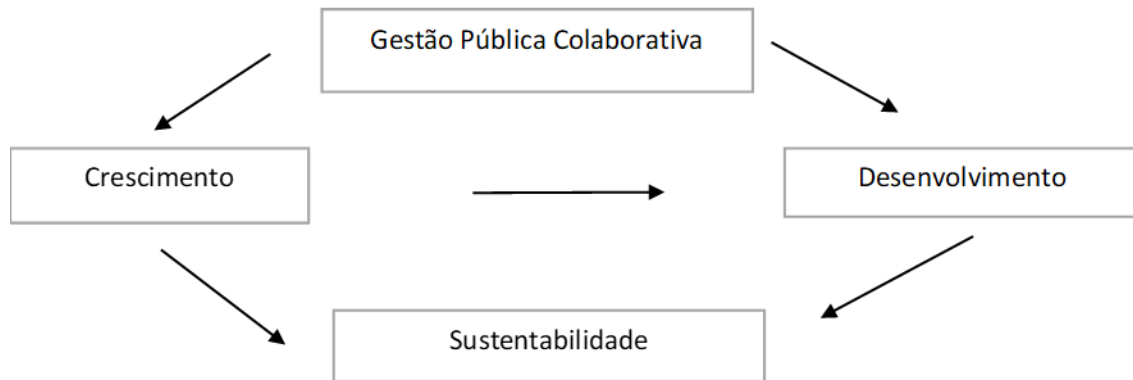 Gestão Pública Colaborativa
Crescimento
Desenvolvimento
Sustentabilidade